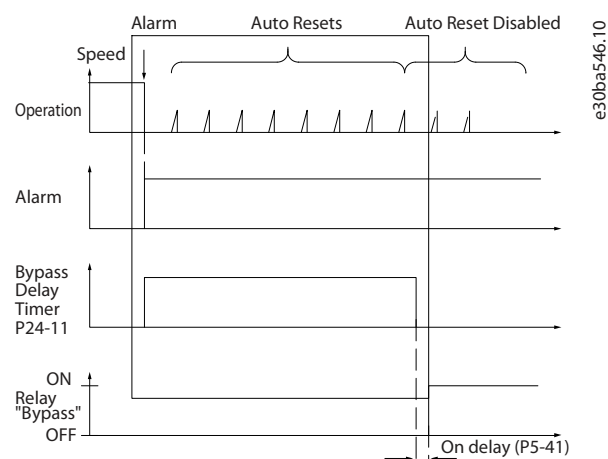 Alarm
Auto Resets
Auto Reset Disabled
Speed
Operation
Alarm
Bypass
Delay
Timer
P24-11
ON
Relay
"Bypass"
OFF
On delay (P5-41)
e30ba546.10